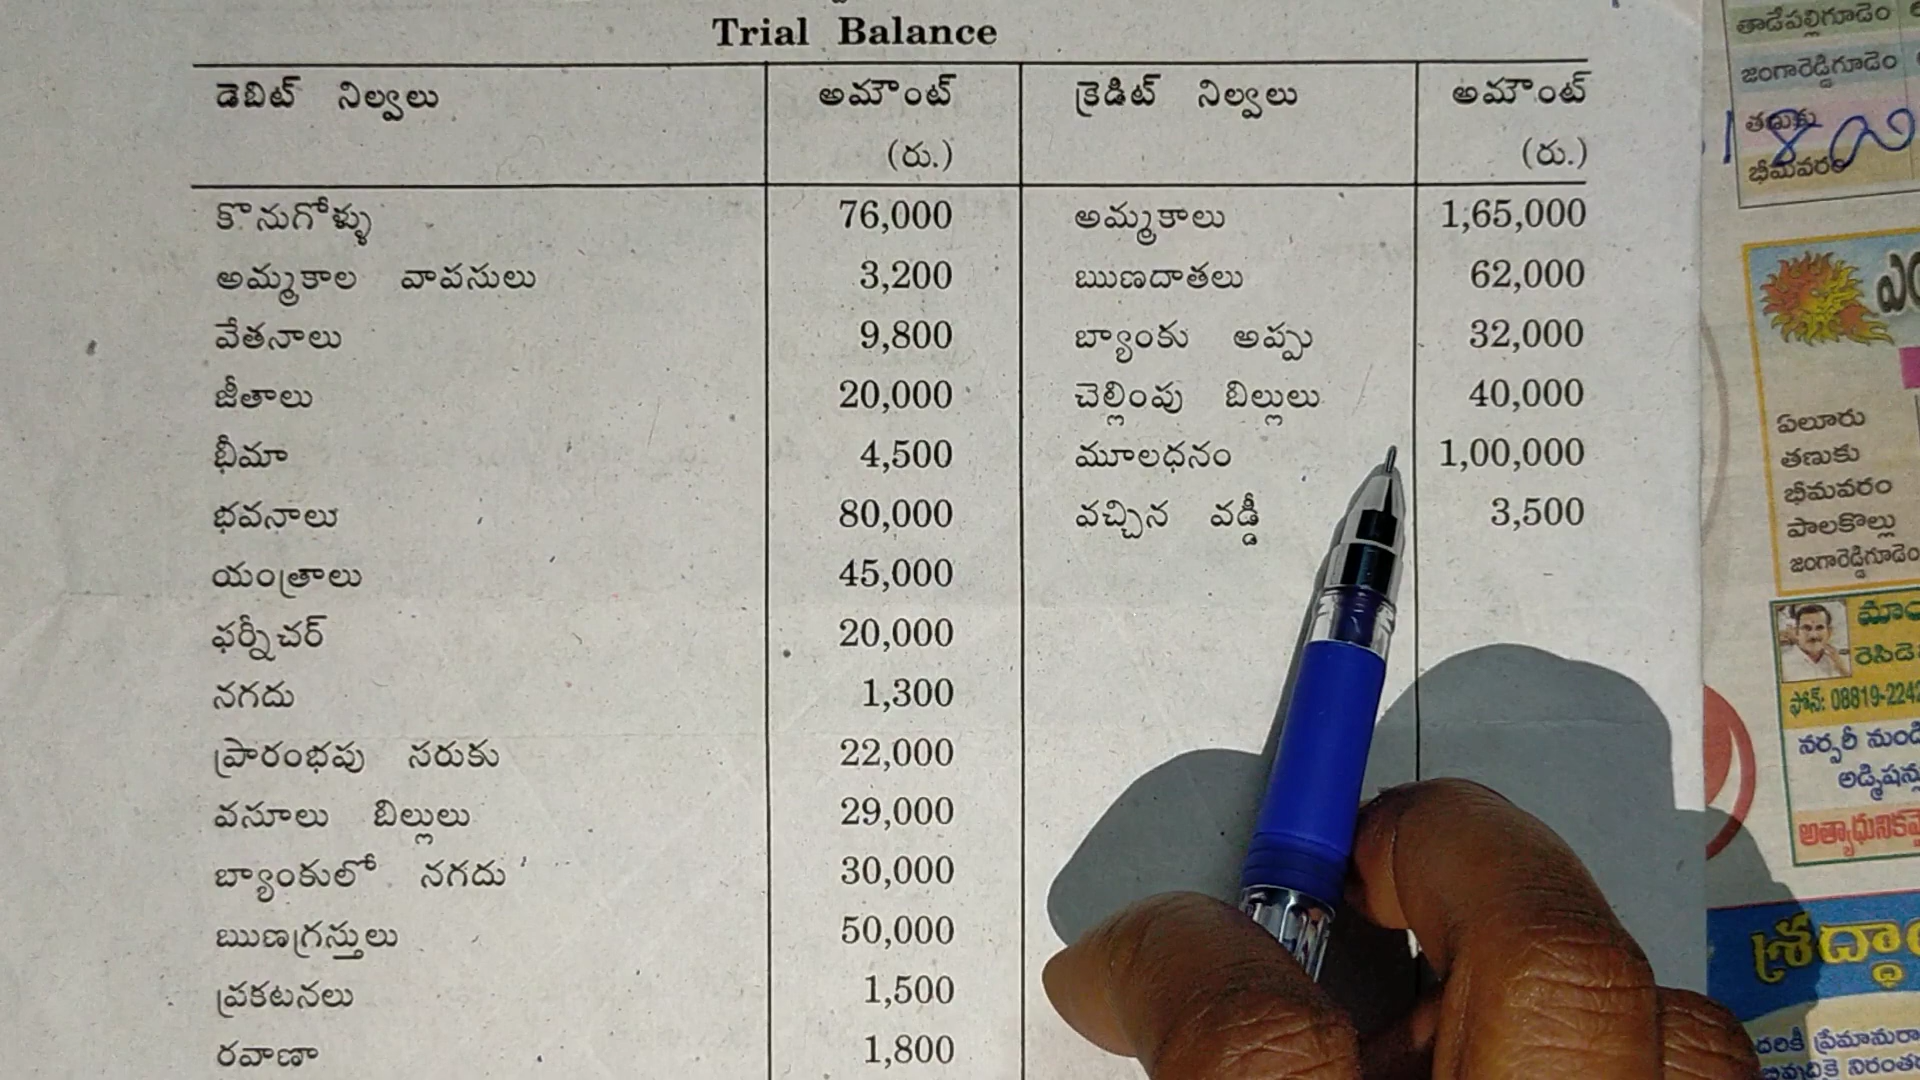 Trial Balance
డెబిట్ నిల్వలు అమౌంట్ క్రెడిట్ నిల్వలు అమౌంట్
(రు.) (రు.)
కొనుగోళ్ళు 76,000 అమ్మకాలు 1,65,000
అమ్మకాల వాపసులు 3,200 ఋణదాతలు 62,000
వేతనాలు 9,800 బ్యాంకు అప్పు 32,000
జీతాలు 20,000 చెల్లింపు బిల్లులు 40,000
భీమా 4,500 మూలధనం 1,00,000
భవనాలు 80,000 వచ్చిన వడ్డీ 3,500
యంత్రాలు 45,000
ఫర్నీచర్ 20,000
నగదు 1,300
ప్రారంభపు సరుకు 22,000
వసూలు బిల్లులు 29,000
బ్యాంకులో నగదు 30,000
ఋణగ్రస్తులు 50,000
ప్రకటనలు 1,500
రవాణా 1,800
తాడేపల్లిగూడెం
జంగారెడ్డిగూడెం
తణుకు
భీమవరం
ఏలూరు
తణుకు
భీమవరం
పాలకొల్లు
జంగారెడ్డిగూడెం
ఫోన్: 08819-224